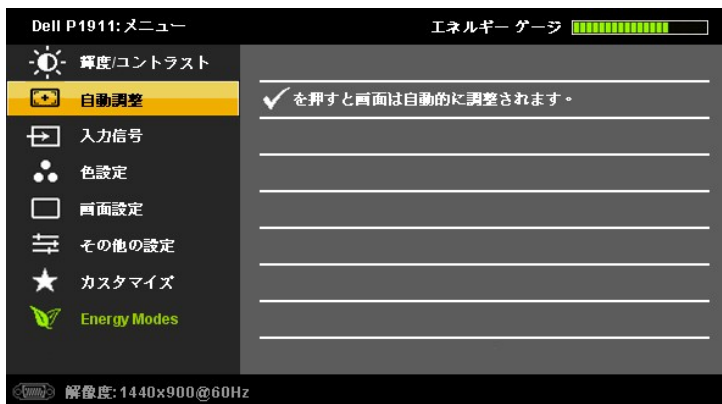 Dell P1911: メニュー
エネルギー ゲージ
輝度/コントラスト
自動調整
を押すと画面は自動的に調整されます。
入力信号
色設定
画面設定
その他の設定
カスタマイズ
Energy Modes
解像度: 1440x900@60Hz